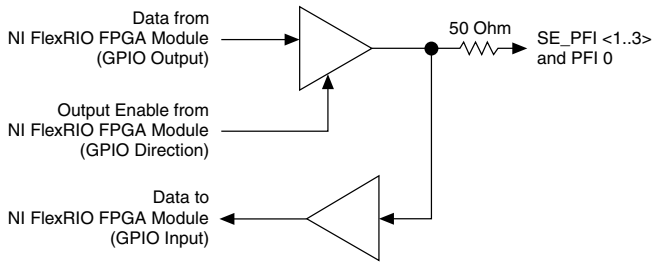 Data from
NI FlexRIO FPGA Module
(GPIO Output)
50 Ohm
SE_PFI <1..3>
and PFI 0
Output Enable from
NI FlexRIO FPGA Module
(GPIO Direction)
Data to
NI FlexRIO FPGA Module
(GPIO Input)